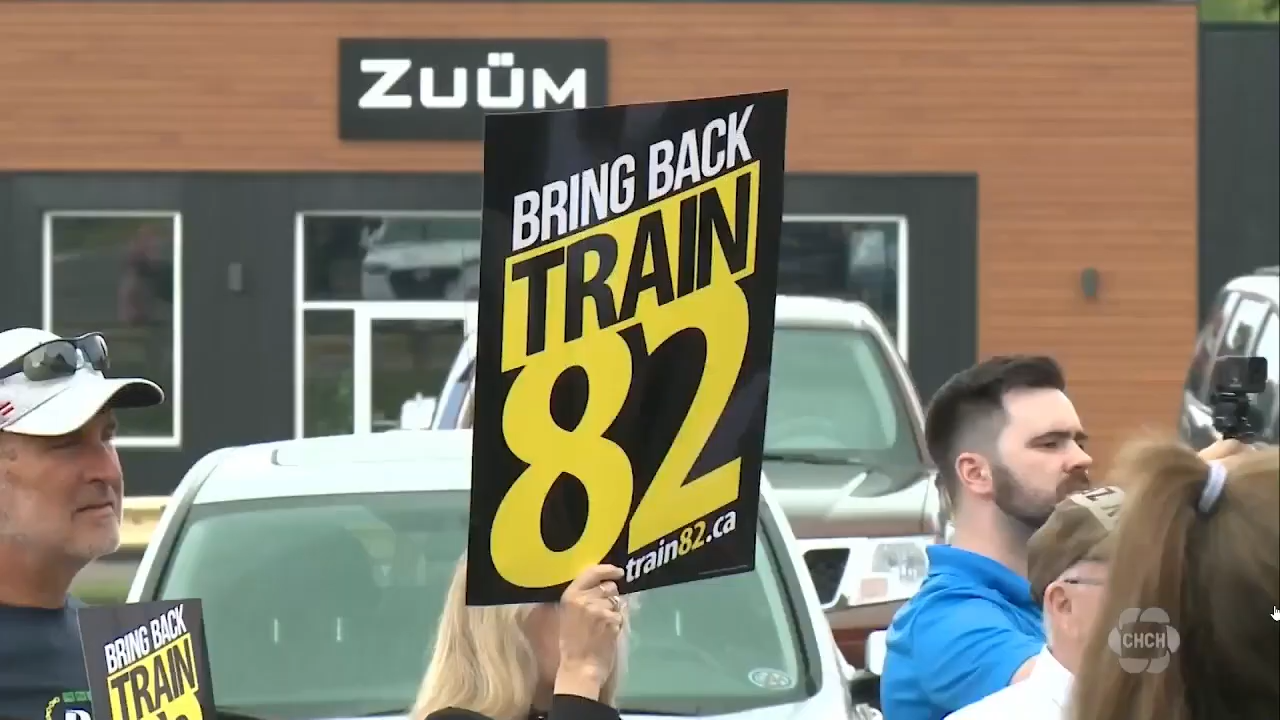 ZUÜM
BRING BACK
TRAIN
82
train82.ca
BRING BACK
TRAIN
CHCH